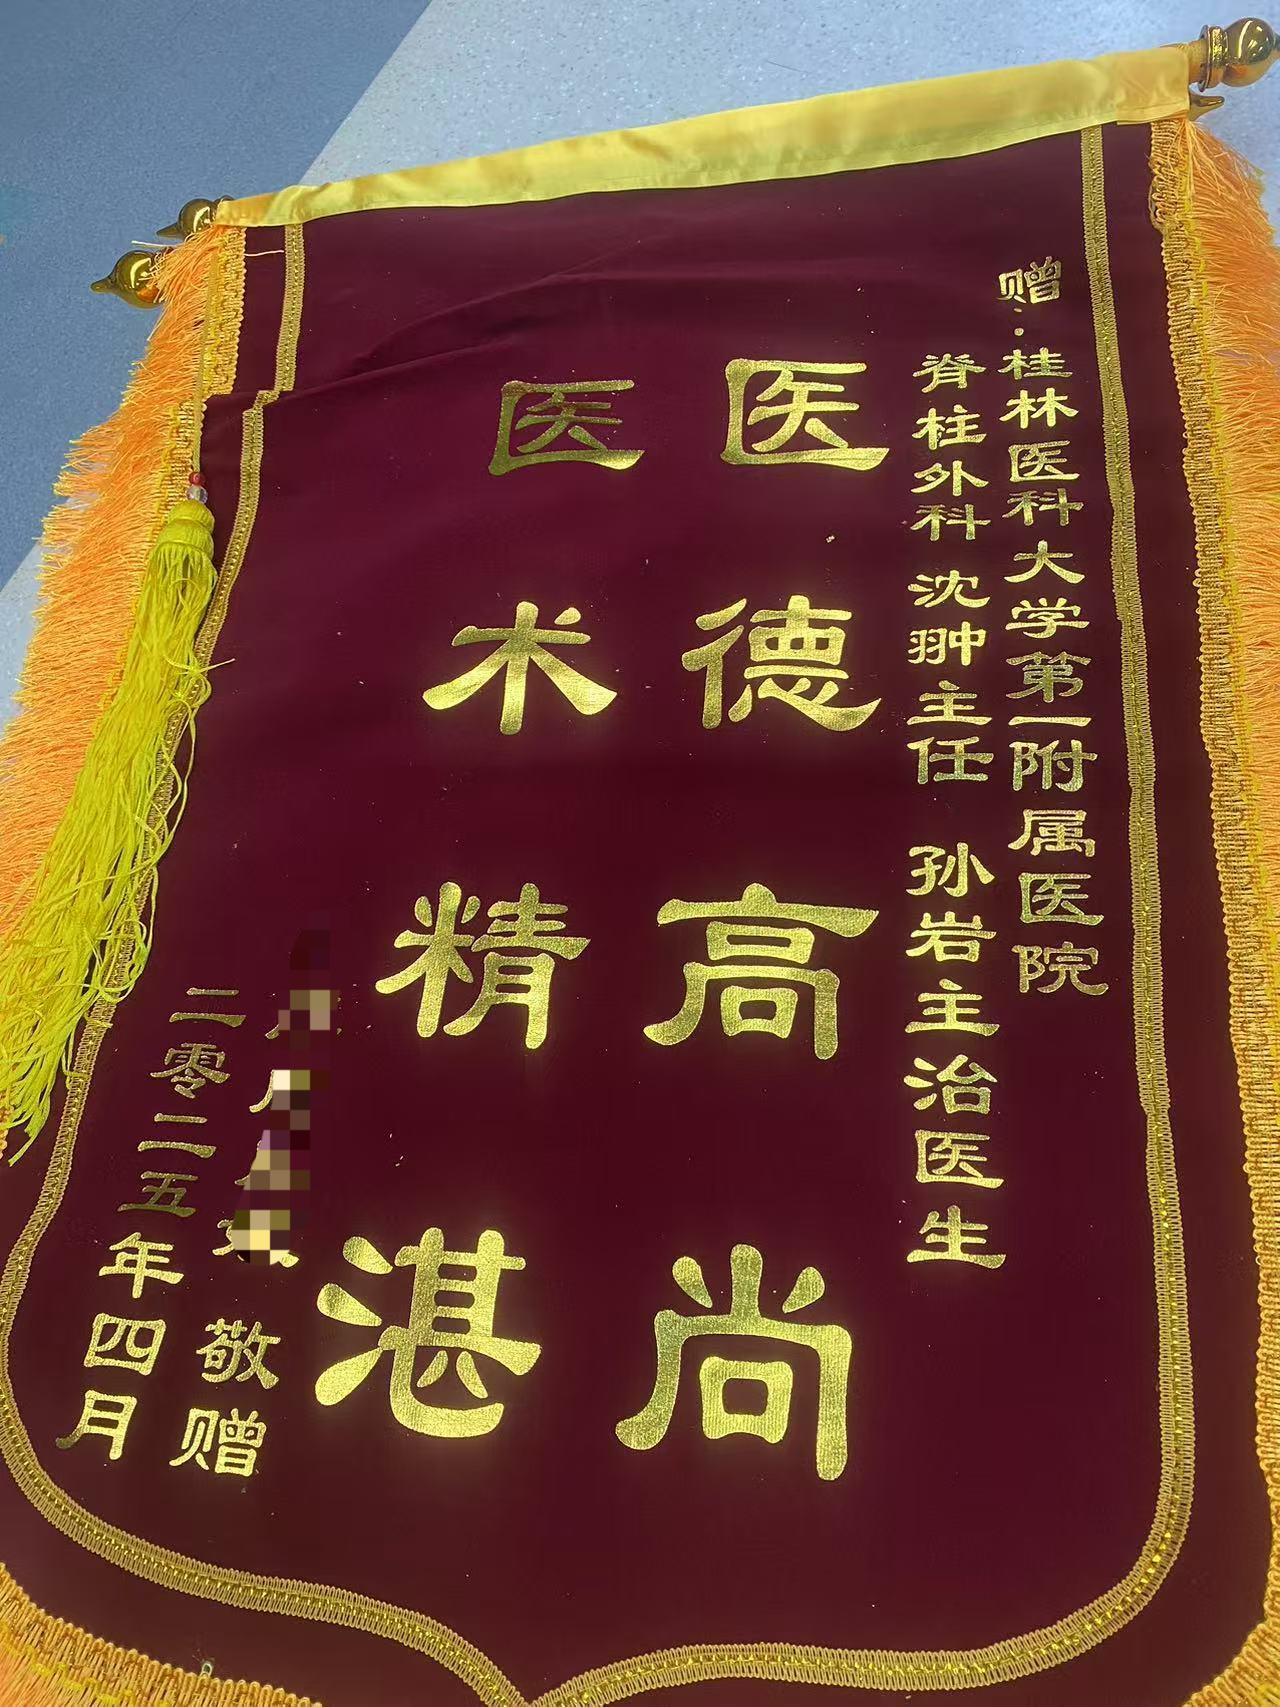 赠:桂林医科大学第一附属医院
脊柱外科 沈翀主任 孙岩主治医生
医德高尚
医术精湛
敬赠
二零二五年四月